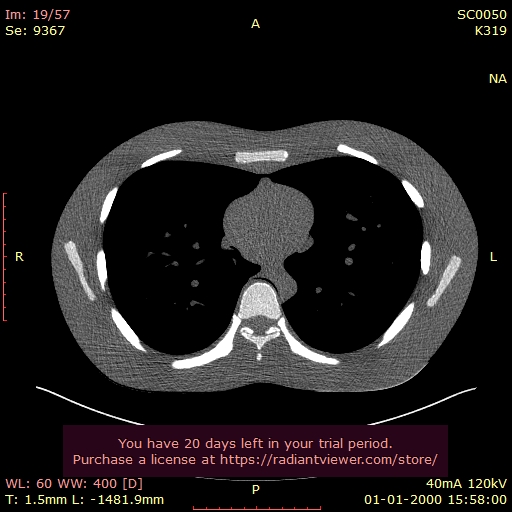 Im: 19/57
Se: 9367
A
SC0050
K319
NA
R
L
You have 20 days left in your trial period.
Purchase a license at https://radiantviewer.com/store/
WL: 60 WW: 400 [D]
T: 1.5mm L: -1481.9mm
P
40mA 120kV
01-01-2000 15:58:00